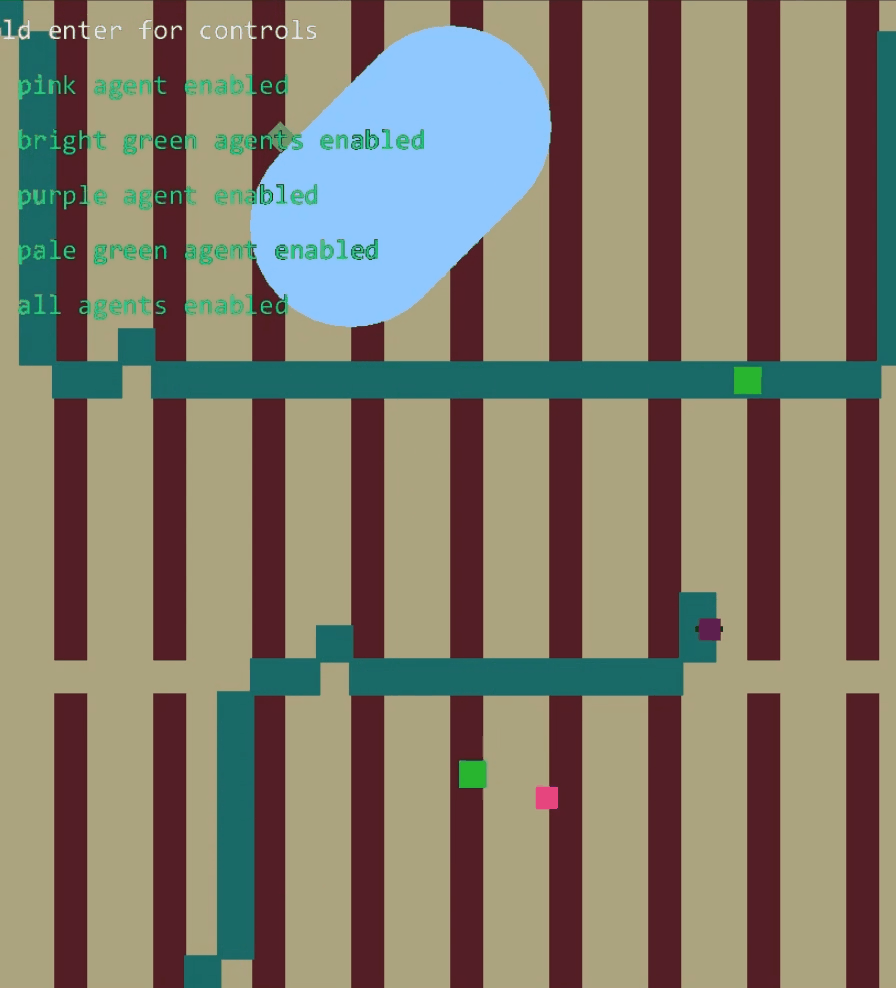 ld enter for controls
pink agent enabled
bright green agents enabled
purple agent enabled
pale green agent enabled
all agents enabled